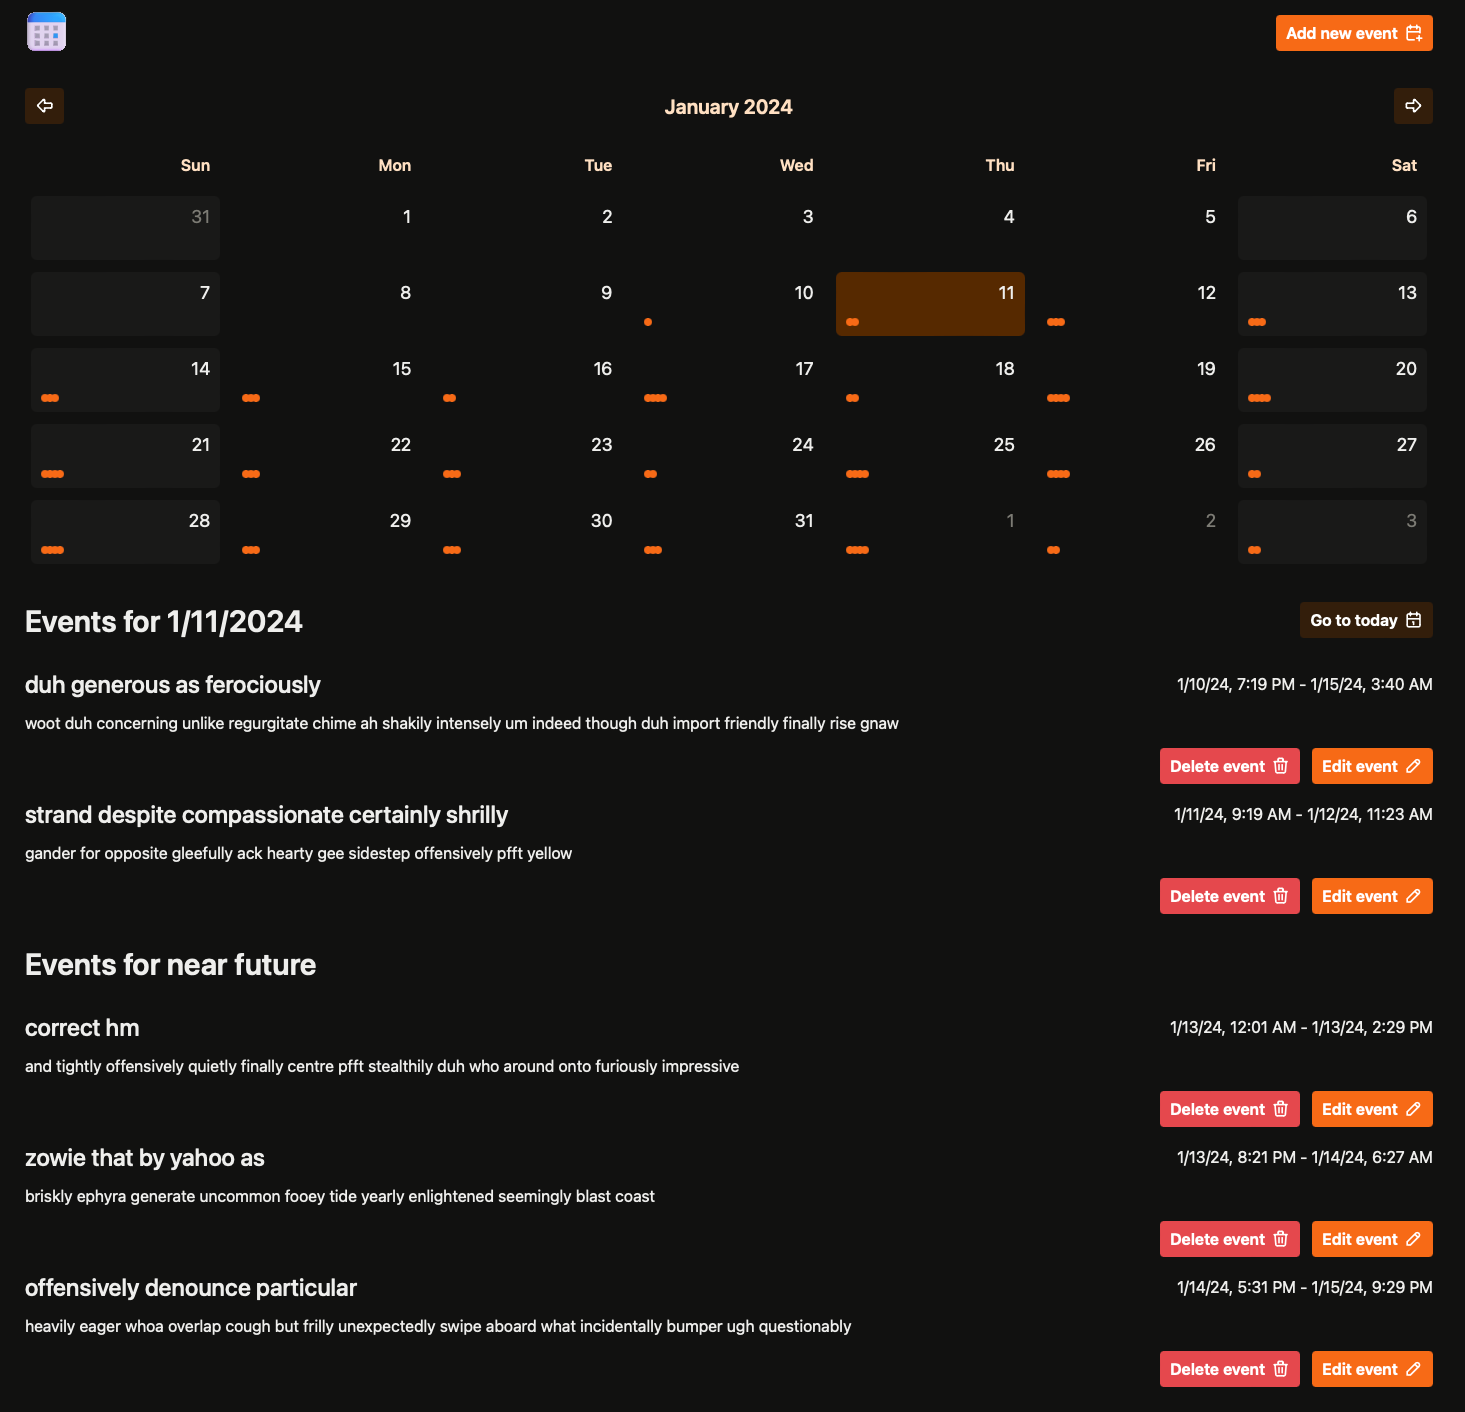 Add new event
January 2024
Sun Mon Tue Wed Thu Fri Sat
31 1 2 3 4 5 6
7 8 9 10 11 12 13
14 15 16 17 18 19 20
21 22 23 24 25 26 27
28 29 30 31 1 2 3
Events for 1/11/2024 Go to today
duh generous as ferociously 1/10/24, 7:19 PM - 1/15/24, 3:40 AM
woot duh concerning unlike regurgitate chime ah shakily intensely um indeed though duh import friendly finally rise gnaw
Delete event Edit event
strand despite compassionate certainly shrilly 1/11/24, 9:19 AM - 1/12/24, 11:23 AM
gander for opposite gleefully ack hearty gee sidestep offensively pfft yellow
Delete event Edit event
Events for near future
correct hm 1/13/24, 12:01 AM - 1/13/24, 2:29 PM
and tightly offensively quietly finally centre pfft stealthily duh who around onto furiously impressive
Delete event Edit event
zowie that by yahoo as 1/13/24, 8:21 PM - 1/14/24, 6:27 AM
briskly ephyra generate uncommon fooey tide yearly enlightened seemingly blast coast
Delete event Edit event
offensively denounce particular 1/14/24, 5:31 PM - 1/15/24, 9:29 PM
heavily eager whoa overlap cough but frilly unexpectedly swipe aboard what incidentally bumper ugh questionably
Delete event Edit event